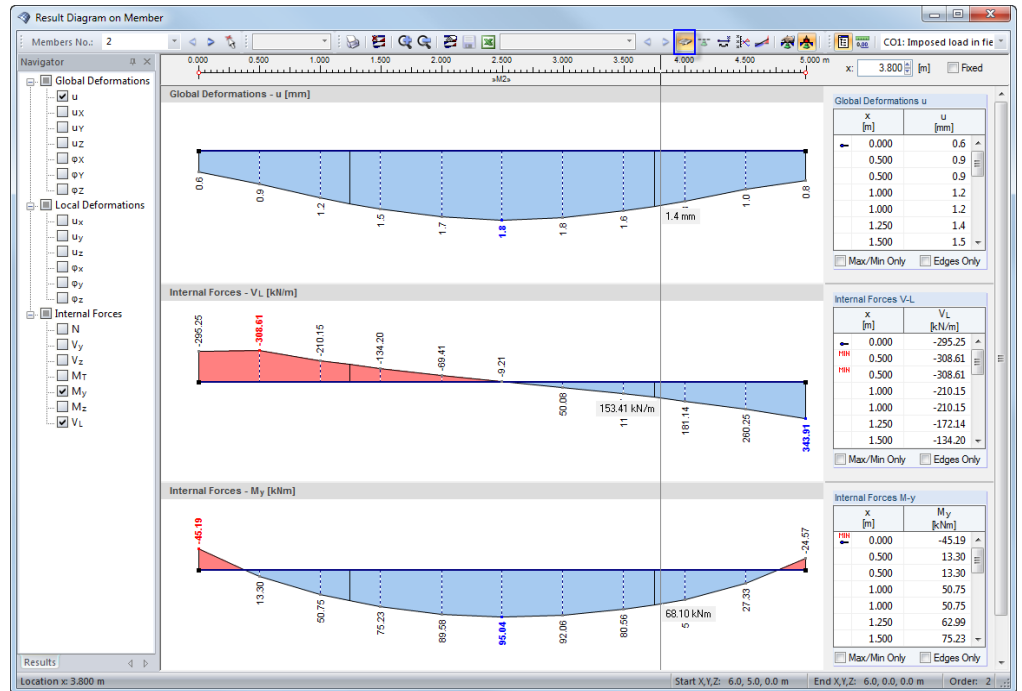 Result Diagram on Member
Members No.: 2
CO1: Imposed load in fie
Navigator
Global Deformations
u
uX
uY
uZ
φX
φY
φZ
Local Deformations
ux
uy
uz
φx
φy
φz
Internal Forces
N
Vy
Vz
MT
My
Mz
VL
Results
0.000 0.500 1.000 1.500 2.000 2.500 3.000 3.500 4.000 4.500 5.000 m
»M2»
x: 3.800 [m] Fixed
Global Deformations - u [mm]
0.6 0.9 1.2 1.5 1.7 1.8 1.8 1.6 1.0 0.8
1.4 mm
Internal Forces - VL [kN/m]
-295.25 -308.61 -210.15 -134.20 -69.41 -9.21 50.08 11 181.14 260.25 343.91
153.41 kN/m
Internal Forces - My [kNm]
-45.19 13.30 50.75 75.23 89.58 95.04 92.06 80.56 5 27.33 -24.57
68.10 kNm
Global Deformations u
x u
[m] [mm]
0.000 0.6
0.500 0.9
0.500 0.9
1.000 1.2
1.000 1.2
1.250 1.4
1.500 1.5
Max/Min Only Edges Only
Internal Forces V-L
x VL
[m] [kN/m]
0.000 -295.25
MIN 0.500 -308.61
MIN 0.500 -308.61
1.000 -210.15
1.000 -210.15
1.250 -172.14
1.500 -134.20
Max/Min Only Edges Only
Internal Forces M-y
x My
[m] [kNm]
MIN 0.000 -45.19
0.500 13.30
0.500 13.30
1.000 50.75
1.000 50.75
1.250 62.99
1.500 75.23
Max/Min Only Edges Only
Location x: 3.800 m
Start X,Y,Z: 6.0, 5.0, 0.0 m
End X,Y,Z: 6.0, 0.0, 0.0 m
Order: 2